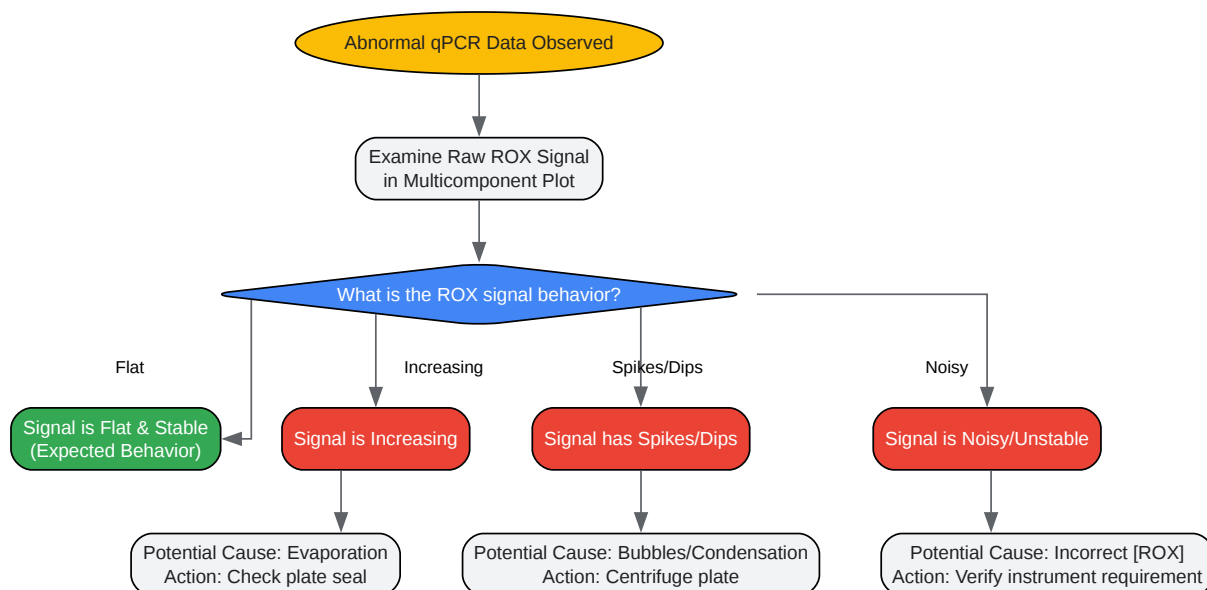 Abnormal qPCR Data Observed
Examine Raw ROX Signal
in Multicomponent Plot
What is the ROX signal behavior?
Flat
Increasing
Spikes/Dips
Noisy
Signal is Flat & Stable
(Expected Behavior)
Signal is Increasing
Signal has Spikes/Dips
Signal is Noisy/Unstable
Potential Cause: Evaporation
Action: Check plate seal
Potential Cause: Bubbles/Condensation
Action: Centrifuge plate
Potential Cause: Incorrect [ROX]
Action: Verify instrument requirement